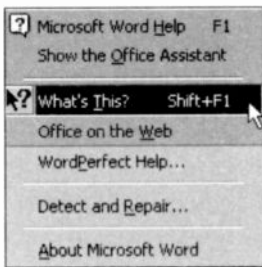 Microsoft Word Help F1
Show the Office Assistant
What's This? Shift+F1
Office on the Web
WordPerfect Help...
Detect and Repair...
About Microsoft Word